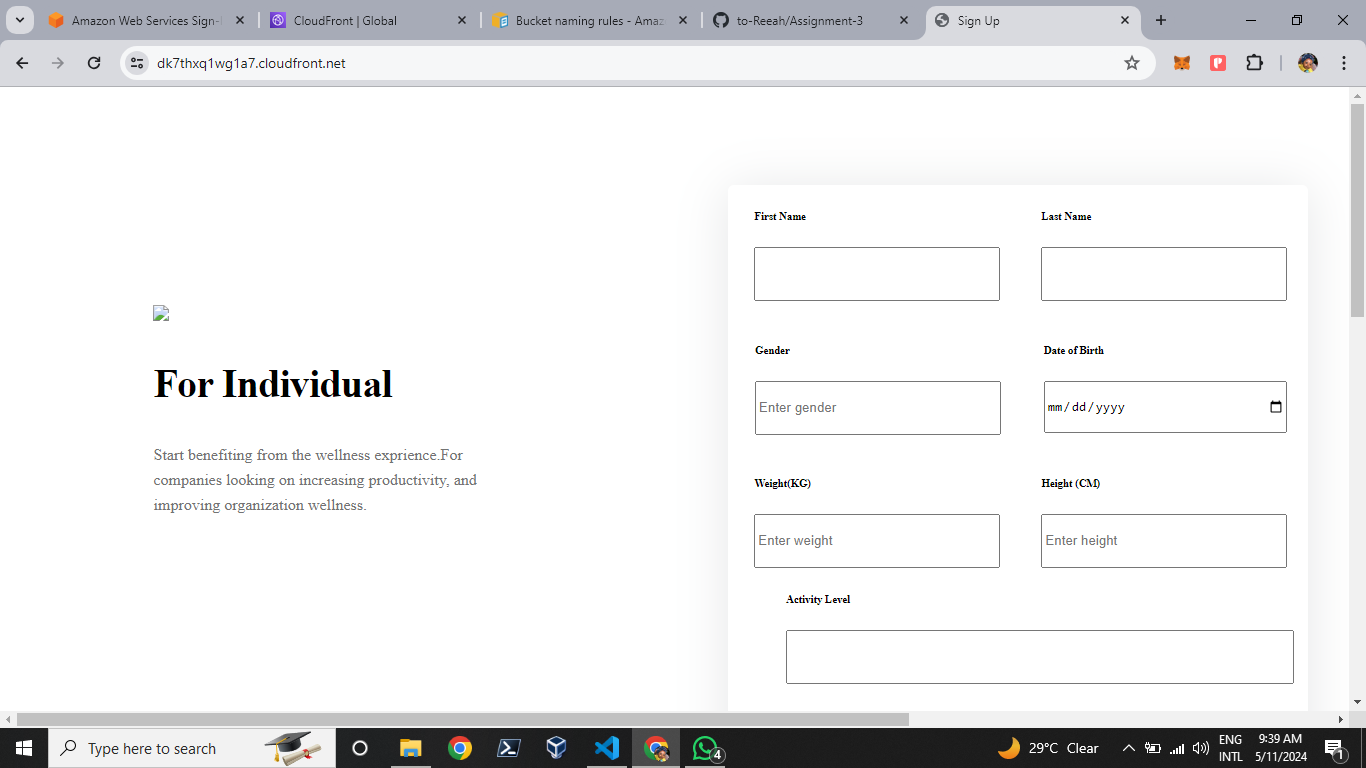 Amazon Web Services Sign-I
CloudFront | Global
Bucket naming rules - Amaz
to-Reeah/Assignment-3
Sign Up
dk7thxq1wg1a7.cloudfront.net
First Name
Last Name
Gender
Date of Birth
Enter gender
mm/dd/yyyy
For Individual
Start benefiting from the wellness exprience.For
companies looking on increasing productivity, and
improving organization wellness.
Weight(KG)
Height (CM)
Enter weight
Enter height
Activity Level
Type here to search
4
29°C Clear
ENG
INTL
9:39 AM
5/11/2024
1